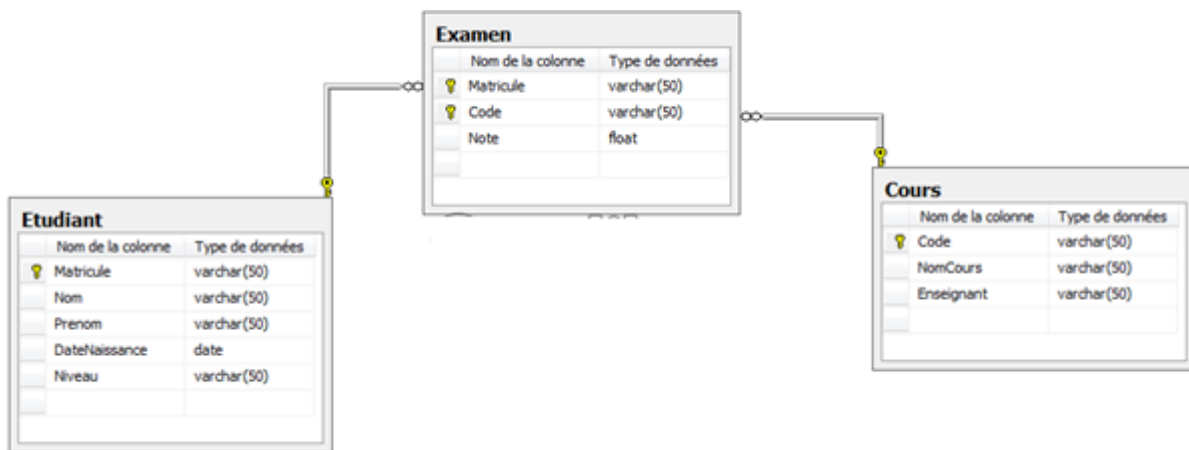 Examen
Nom de la colonne Type de données
Matricule varchar(50)
Code varchar(50)
Note float
Etudiant
Nom de la colonne Type de données
Matricule varchar(50)
Nom varchar(50)
Prenom varchar(50)
DateNaissance date
Niveau varchar(50)
Cours
Nom de la colonne Type de données
Code varchar(50)
NomCours varchar(50)
Enseignant varchar(50)